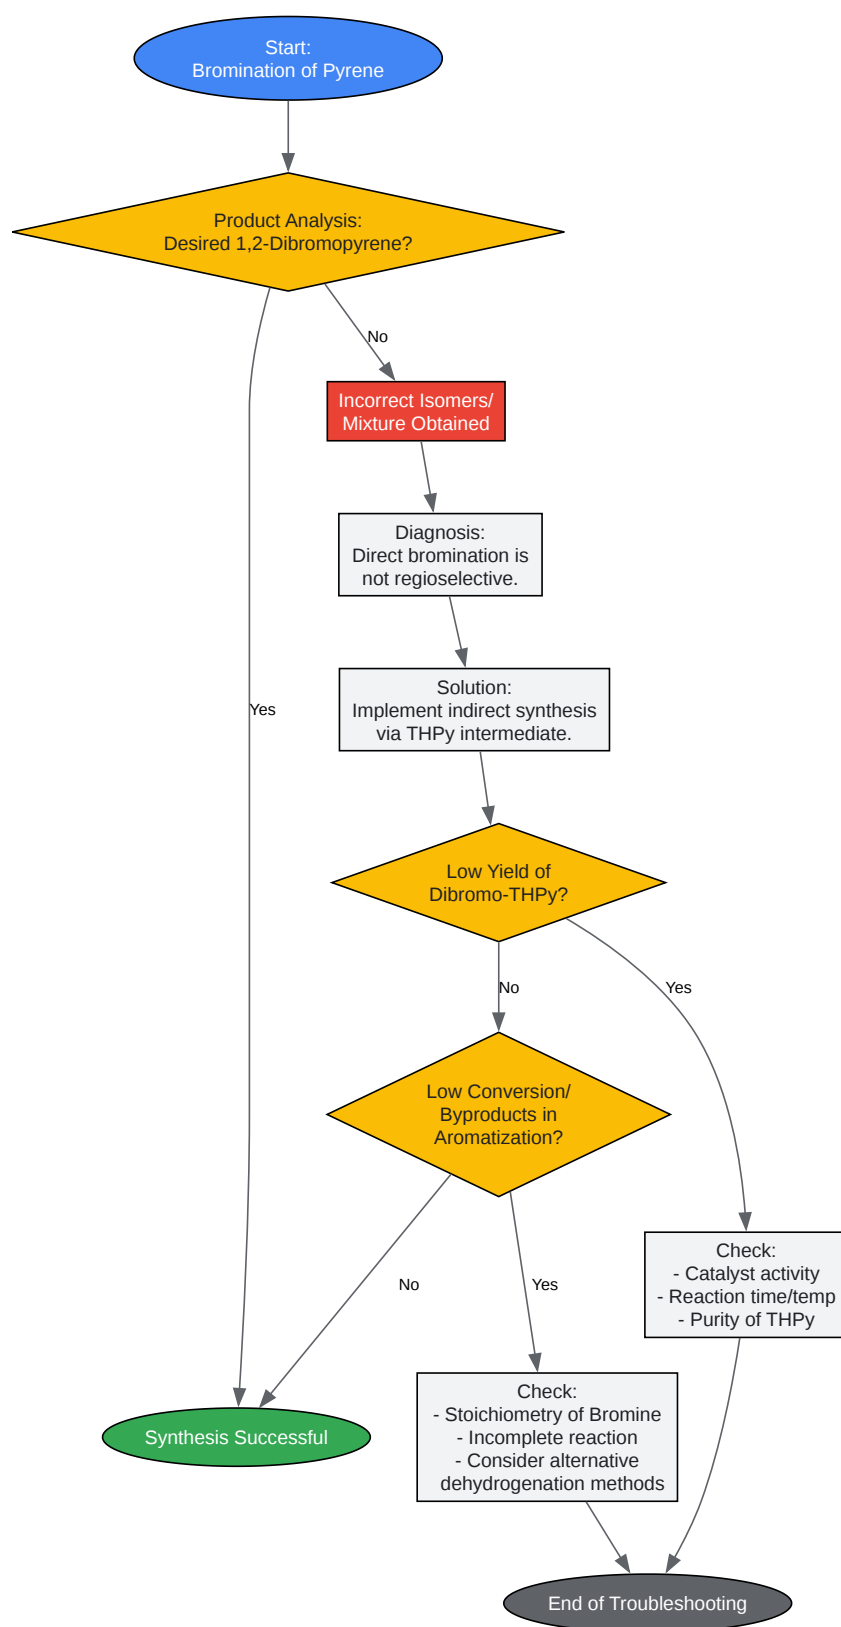 Start:
Bromination of Pyrene
Product Analysis:
Desired 1,2-Dibromopyrene?
No
Incorrect Isomers/
Mixture Obtained
Diagnosis:
Direct bromination is
not regioselective.
Solution:
Implement indirect synthesis
via THPy intermediate.
Yes
Low Yield of
Dibromo-THPy?
No
Yes
Low Conversion/
Byproducts in
Aromatization?
No
Yes
Check:
- Catalyst activity
- Reaction time/temp
- Purity of THPy
Check:
- Stoichiometry of Bromine
- Incomplete reaction
- Consider alternative
dehydrogenation methods
Synthesis Successful
End of Troubleshooting